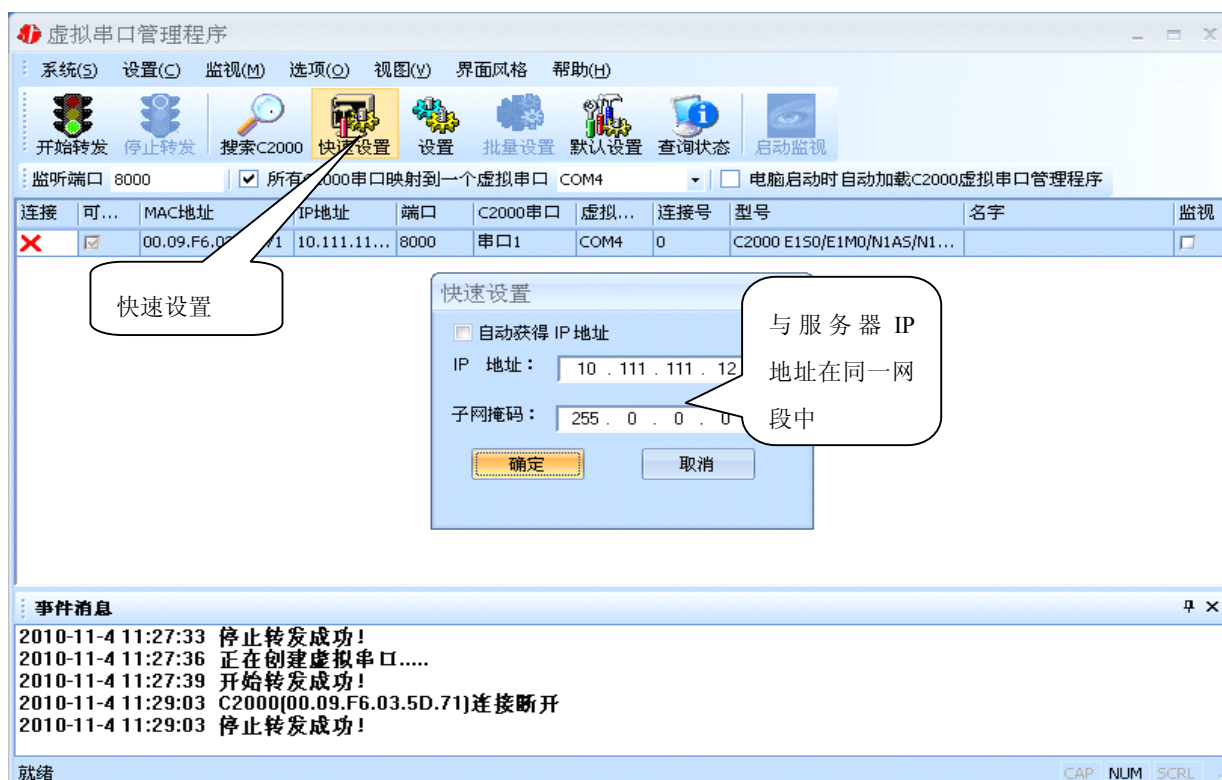 虚拟串口管理程序
系统(S) 设置(C) 监视(M) 选项(O) 视图(V) 界面风格 帮助(H)
开始转发 停止转发 搜索C2000 快速设置 设置 批量设置 默认设置 查询状态 启动监视
监听端口 8000 所有C2000串口映射到一个虚拟串口 COM4 电脑启动时自动加载C2000虚拟串口管理程序
连接 可... MAC地址 IP地址 端口 C2000串口 虚拟... 连接号 型号 名字 监视
00.09.F6.03 71 10.111.11... 8000 串口1 COM4 0 C2000 E1S0/E1M0/N1AS/N1...
快速设置
快速设置
自动获得 IP 地址
IP 地址： 10 . 111 . 111 . 12
子网掩码： 255 . 0 . 0 . 0
确定 取消
与服务器 IP
地址在同一网
段中
事件消息
2010-11-4 11:27:33 停止转发成功!
2010-11-4 11:27:36 正在创建虚拟串口.....
2010-11-4 11:27:39 开始转发成功!
2010-11-4 11:29:03 C2000(00.09.F6.03.5D.71)连接断开
2010-11-4 11:29:03 停止转发成功!
就绪 CAP NUM SCRL